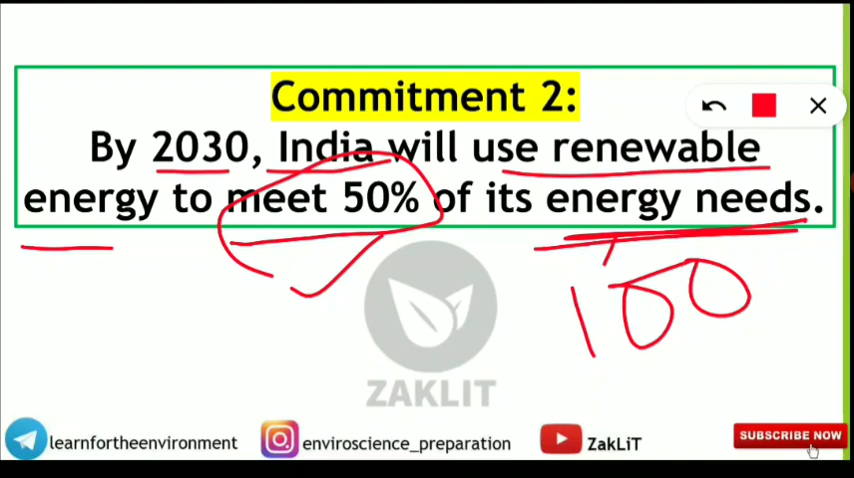 Commitment 2:
By 2030, India will use renewable
energy to meet 50% of its energy needs.
100
ZAKLIT
learnfortheenvironment
enviroscience_preparation
ZakLiT
SUBSCRIBE NOW